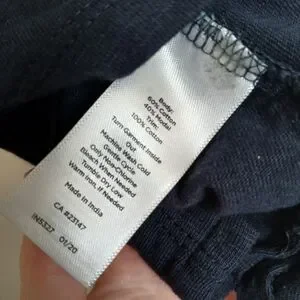 Body:
60% Cotton
40% Modal
Trim:
100% Cotton
Turn Garment Inside
Out
Machine Wash Cold
Gentle Cycle
Only Non-Chlorine
Bleach When Needed
Tumble Dry Low
Warm Iron, If Needed
Made in India
CA #23147
IN5327 01/20